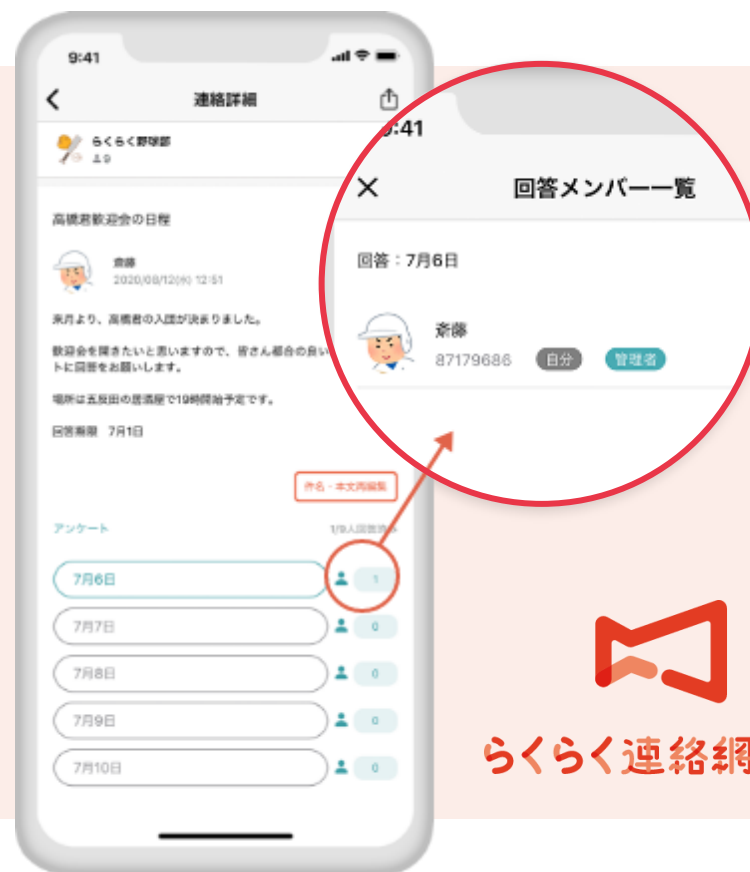 9:41
連絡詳細
らくらく野球部
9
高橋君歓迎会の日程
斎藤
2020/08/12(水) 12:51
来月より、高橋君の入団が決まりました。
歓迎会を開きたいと思いますので、皆さん都合の良い
トに回答をお願いします。
場所は五反田の居酒屋で19時開始予定です。
回答期限 7月1日
件名・本文再編集
アンケート
1/9人回答済み
7月6日
1
7月7日
0
7月8日
0
7月9日
0
7月10日
0
9:41
回答メンバー一覧
回答：7月6日
斎藤
87179686 自分 管理者
らくらく連絡網